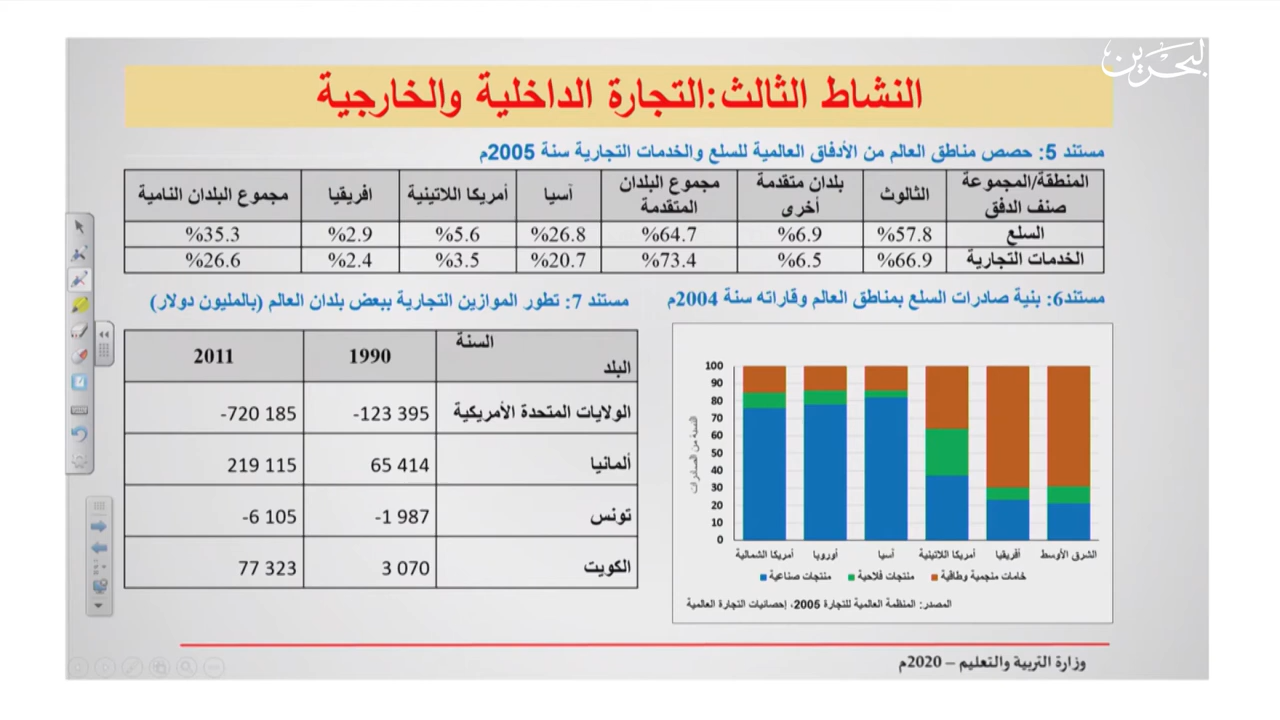 البحرين
النشاط الثالث:التجارة الداخلية والخارجية
مستند 5: حصص مناطق العالم من الأدفاق العالمية للسلع والخدمات التجارية سنة 2005م
المنطقة/المجموعة صنف الدفق | الثالوث | بلدان متقدمة أخرى | مجموع البلدان المتقدمة | آسيا | أمريكا اللاتينية | افريقيا | مجموع البلدان النامية
السلع | %57.8 | %6.9 | %64.7 | %26.8 | %5.6 | %2.9 | %35.3
الخدمات التجارية | %66.9 | %6.5 | %73.4 | %20.7 | %3.5 | %2.4 | %26.6
مستند6: بنية صادرات السلع بمناطق العالم وقاراته سنة 2004م
100
90
80
70
60
50
40
30
20
10
0
النسبة من الصادرات
أمريكا الشمالية
أوروبا
آسيا
أمريكا اللاتينية
أفريقيا
الشرق الأوسط
خامات منجمية وطاقية
منتجات فلاحية
منتجات صناعية
المصدر: المنظمة العالمية للتجارة 2005، إحصائيات التجارة العالمية
مستند 7: تطور الموازين التجارية ببعض بلدان العالم (بالمليون دولار)
السنة
البلد | 1990 | 2011
الولايات المتحدة الأمريكية | -123 395 | -720 185
ألمانيا | 65 414 | 219 115
تونس | -1 987 | -6 105
الكويت | 3 070 | 77 323
وزارة التربية والتعليم – 2020م